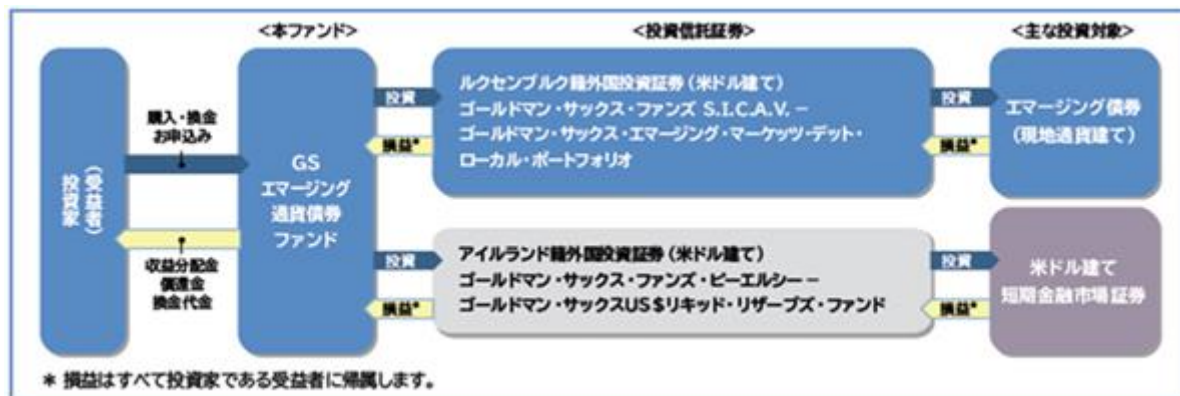 <本ファンド>
<投資信託証券>
<主な投資対象>
投資家
(受益者)
購入・換金
お申込み
収益分配金
償還金
換金代金
GS
エマージング
通貨債券
ファンド
投資
損益*
ルクセンブルク籍外国投資証券(米ドル建て)
ゴールドマン・サックス・ファンズ S.I.C.A.V. −
ゴールドマン・サックス・エマージング・マーケッツ・デット・
ローカル・ポートフォリオ
投資
損益*
エマージング債券
(現地通貨建て)
投資
損益*
アイルランド籍外国投資証券(米ドル建て)
ゴールドマン・サックス・ファンズ・ピーエルシー −
ゴールドマン・サックスUS$リキッド・リザーブズ・ファンド
投資
損益*
米ドル建て
短期金融市場証券
* 損益はすべて投資家である受益者に帰属します。